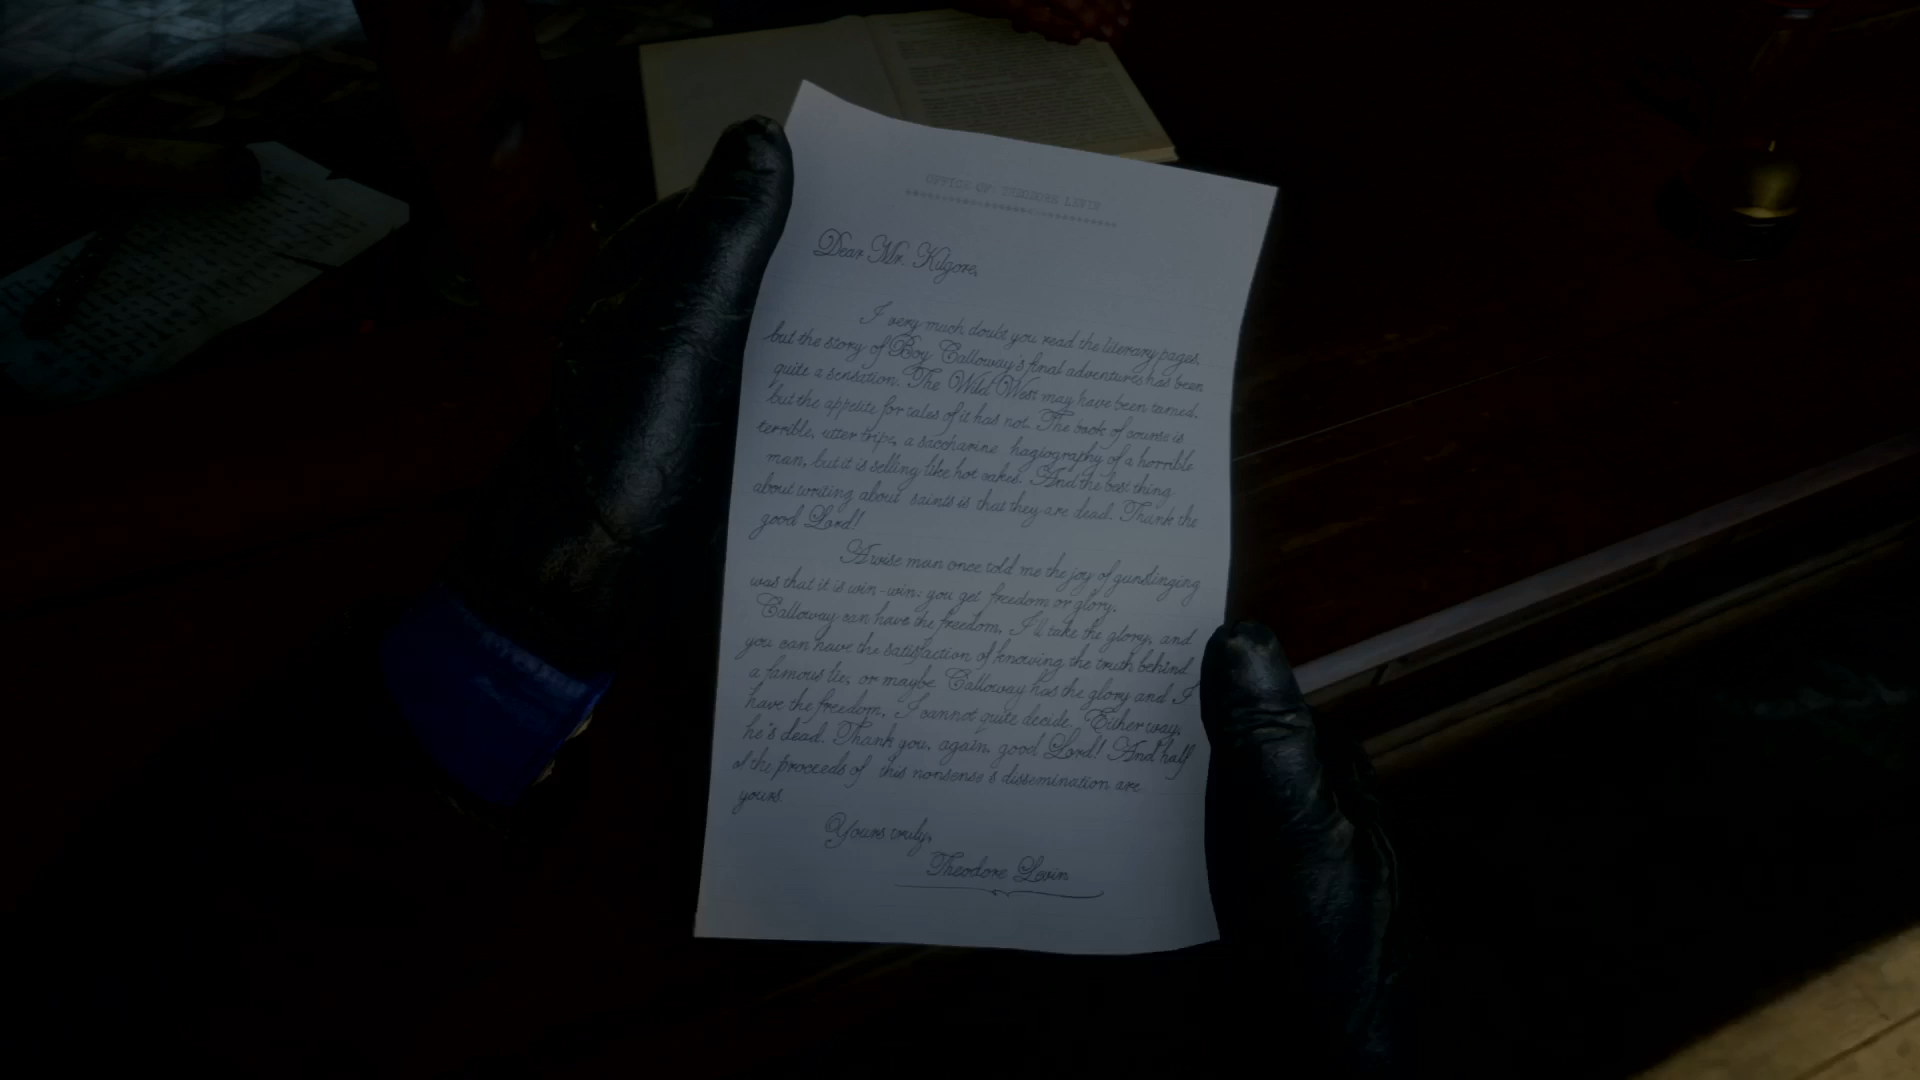 OFFICE OF THEODORE LEVIN
Dear Mr. Kilgore,
I very much doubt you read the literary pages,
but the story of Boy Calloway's final adventures has been
quite a sensation. The Wild West may have been tamed,
but the appetite for tales of it has not. The book of course is
terrible, utter tripe, a saccharine hagiography of a horrible
man, but it is selling like hot cakes. And the best thing
about writing about saints is that they are dead. Thank the
good Lord!
A wise man once told me the joy of gunslinging
was that it is win-win: you get freedom or glory.
Calloway can have the freedom, I'll take the glory, and
you can have the satisfaction of knowing the truth behind
a famous lie, or maybe Calloway has the glory and I
have the freedom, I cannot quite decide. Either way,
he's dead. Thank you, again, good Lord! And half
of the proceeds of this nonsense's dissemination are
yours.
Yours truly,
Theodore Levin